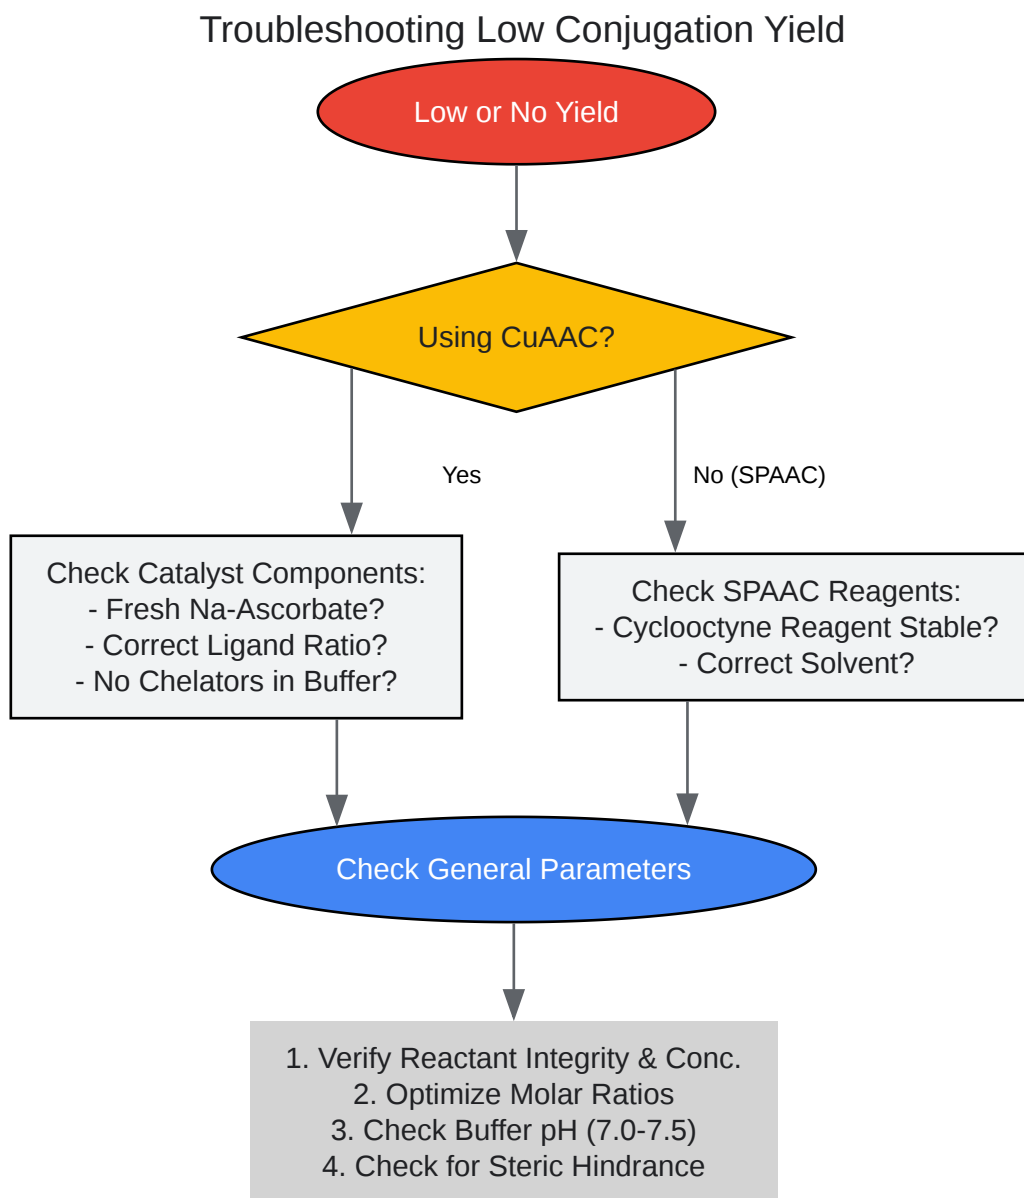 Troubleshooting Low Conjugation Yield
Low or No Yield
Using CuAAC?
Yes
No (SPAAC)
Check Catalyst Components:
- Fresh Na-Ascorbate?
- Correct Ligand Ratio?
- No Chelators in Buffer?
Check SPAAC Reagents:
- Cyclooctyne Reagent Stable?
- Correct Solvent?
Check General Parameters
1. Verify Reactant Integrity & Conc.
2. Optimize Molar Ratios
3. Check Buffer pH (7.0-7.5)
4. Check for Steric Hindrance